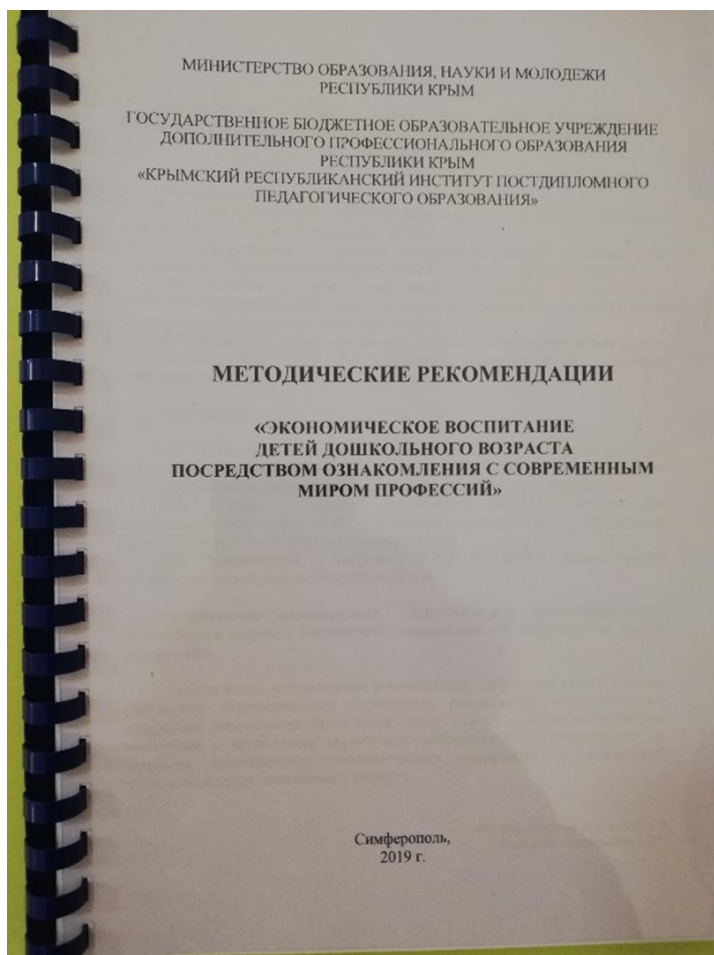 МИНИСТЕРСТВО ОБРАЗОВАНИЯ, НАУКИ И МОЛОДЕЖИ
РЕСПУБЛИКИ КРЫМ
ГОСУДАРСТВЕННОЕ БЮДЖЕТНОЕ ОБРАЗОВАТЕЛЬНОЕ УЧРЕЖДЕНИЕ
ДОПОЛНИТЕЛЬНОГО ПРОФЕССИОНАЛЬНОГО ОБРАЗОВАНИЯ
РЕСПУБЛИКИ КРЫМ
«КРЫМСКИЙ РЕСПУБЛИКАНСКИЙ ИНСТИТУТ ПОСТДИПЛОМНОГО
ПЕДАГОГИЧЕСКОГО ОБРАЗОВАНИЯ»
МЕТОДИЧЕСКИЕ РЕКОМЕНДАЦИИ
«ЭКОНОМИЧЕСКОЕ ВОСПИТАНИЕ
ДЕТЕЙ ДОШКОЛЬНОГО ВОЗРАСТА
ПОСРЕДСТВОМ ОЗНАКОМЛЕНИЯ С СОВРЕМЕННЫМ
МИРОМ ПРОФЕССИЙ»
Симферополь,
2019 г.